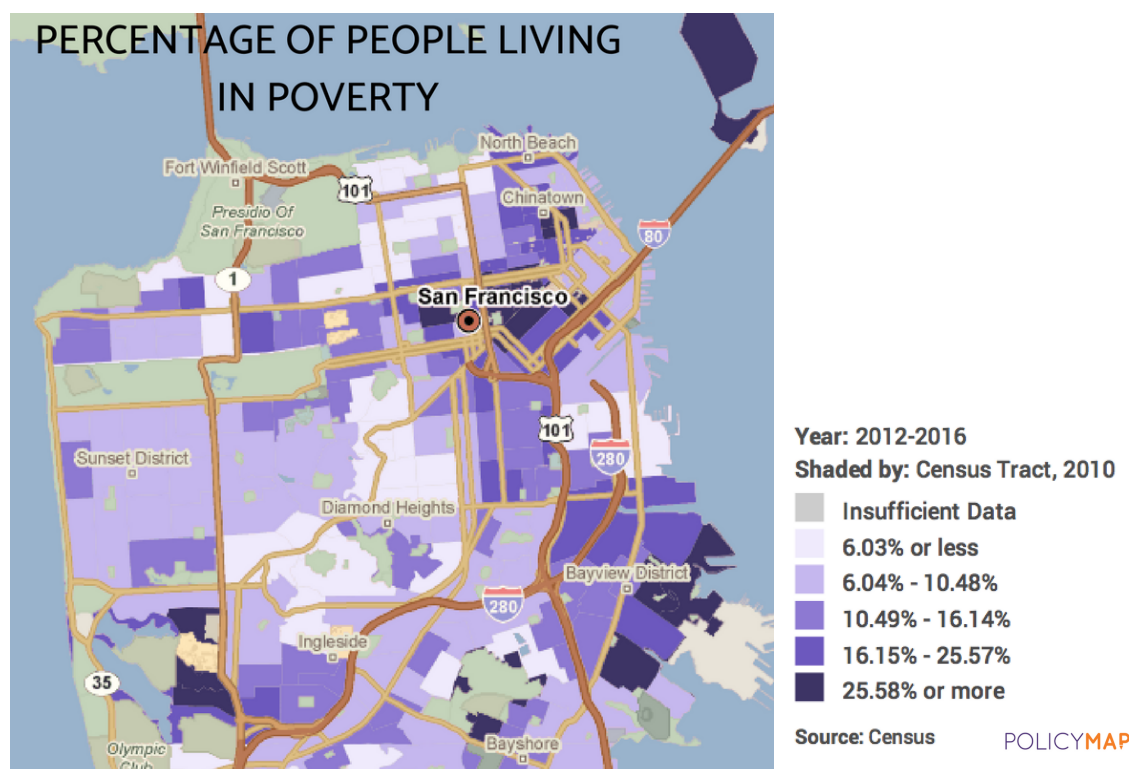 PERCENTAGE OF PEOPLE LIVING
IN POVERTY
North Beach
Fort Winfield Scott
101
Presidio Of
San Francisco
Chinatown
80
1
San Francisco
101
280
Sunset District
Diamond Heights
Bayview District
280
Ingleside
35
Olympic
Club
Bayshore
Year: 2012-2016
Shaded by: Census Tract, 2010
Insufficient Data
6.03% or less
6.04% - 10.48%
10.49% - 16.14%
16.15% - 25.57%
25.58% or more
Source: Census
POLICYMAP